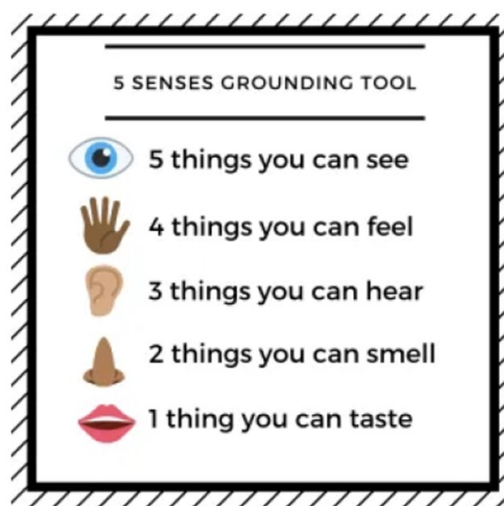 5 SENSES GROUNDING TOOL
5 things you can see
4 things you can feel
3 things you can hear
2 things you can smell
1 thing you can taste